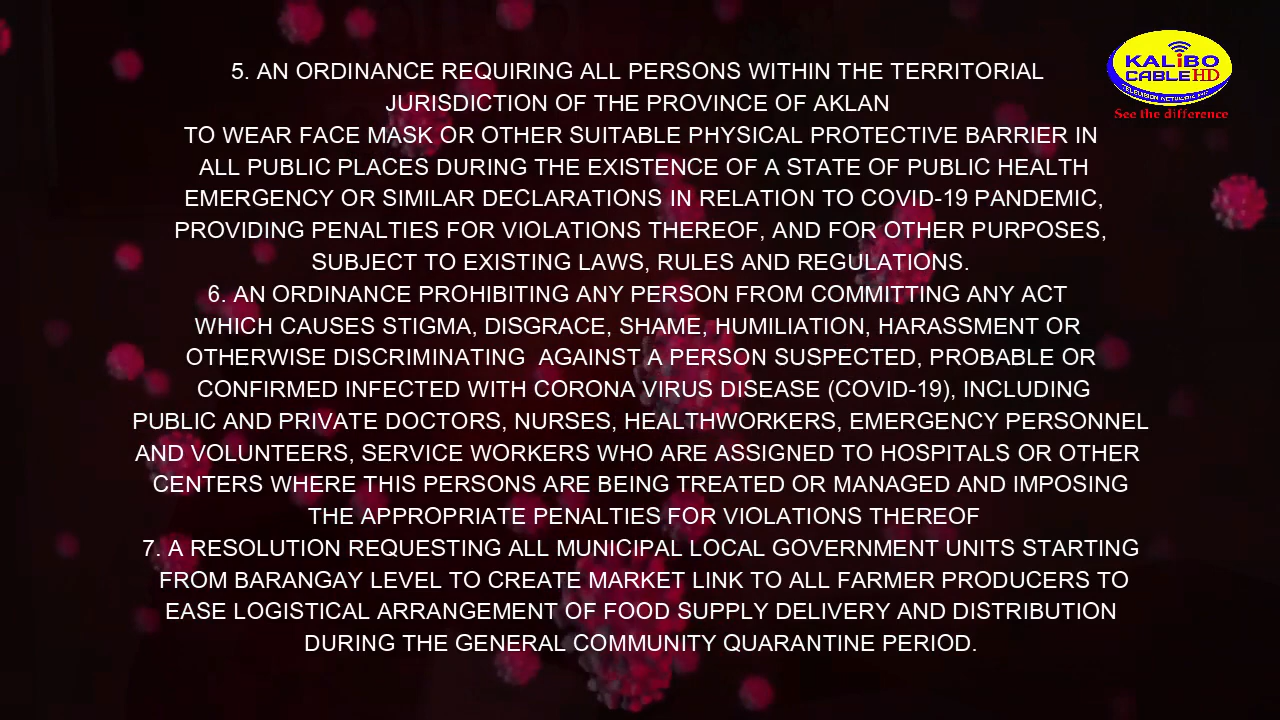 5. AN ORDINANCE REQUIRING ALL PERSONS WITHIN THE TERRITORIAL
JURISDICTION OF THE PROVINCE OF AKLAN
TO WEAR FACE MASK OR OTHER SUITABLE PHYSICAL PROTECTIVE BARRIER IN
ALL PUBLIC PLACES DURING THE EXISTENCE OF A STATE OF PUBLIC HEALTH
EMERGENCY OR SIMILAR DECLARATIONS IN RELATION TO COVID-19 PANDEMIC,
PROVIDING PENALTIES FOR VIOLATIONS THEREOF, AND FOR OTHER PURPOSES,
SUBJECT TO EXISTING LAWS, RULES AND REGULATIONS.
6. AN ORDINANCE PROHIBITING ANY PERSON FROM COMMITTING ANY ACT
WHICH CAUSES STIGMA, DISGRACE, SHAME, HUMILIATION, HARASSMENT OR
OTHERWISE DISCRIMINATING AGAINST A PERSON SUSPECTED, PROBABLE OR
CONFIRMED INFECTED WITH CORONA VIRUS DISEASE (COVID-19), INCLUDING
PUBLIC AND PRIVATE DOCTORS, NURSES, HEALTHWORKERS, EMERGENCY PERSONNEL
AND VOLUNTEERS, SERVICE WORKERS WHO ARE ASSIGNED TO HOSPITALS OR OTHER
CENTERS WHERE THIS PERSONS ARE BEING TREATED OR MANAGED AND IMPOSING
THE APPROPRIATE PENALTIES FOR VIOLATIONS THEREOF
7. A RESOLUTION REQUESTING ALL MUNICIPAL LOCAL GOVERNMENT UNITS STARTING
FROM BARANGAY LEVEL TO CREATE MARKET LINK TO ALL FARMER PRODUCERS TO
EASE LOGISTICAL ARRANGEMENT OF FOOD SUPPLY DELIVERY AND DISTRIBUTION
DURING THE GENERAL COMMUNITY QUARANTINE PERIOD.
KALiBO
CABLE HD
TELEVISION NETWORK INC.
See the difference